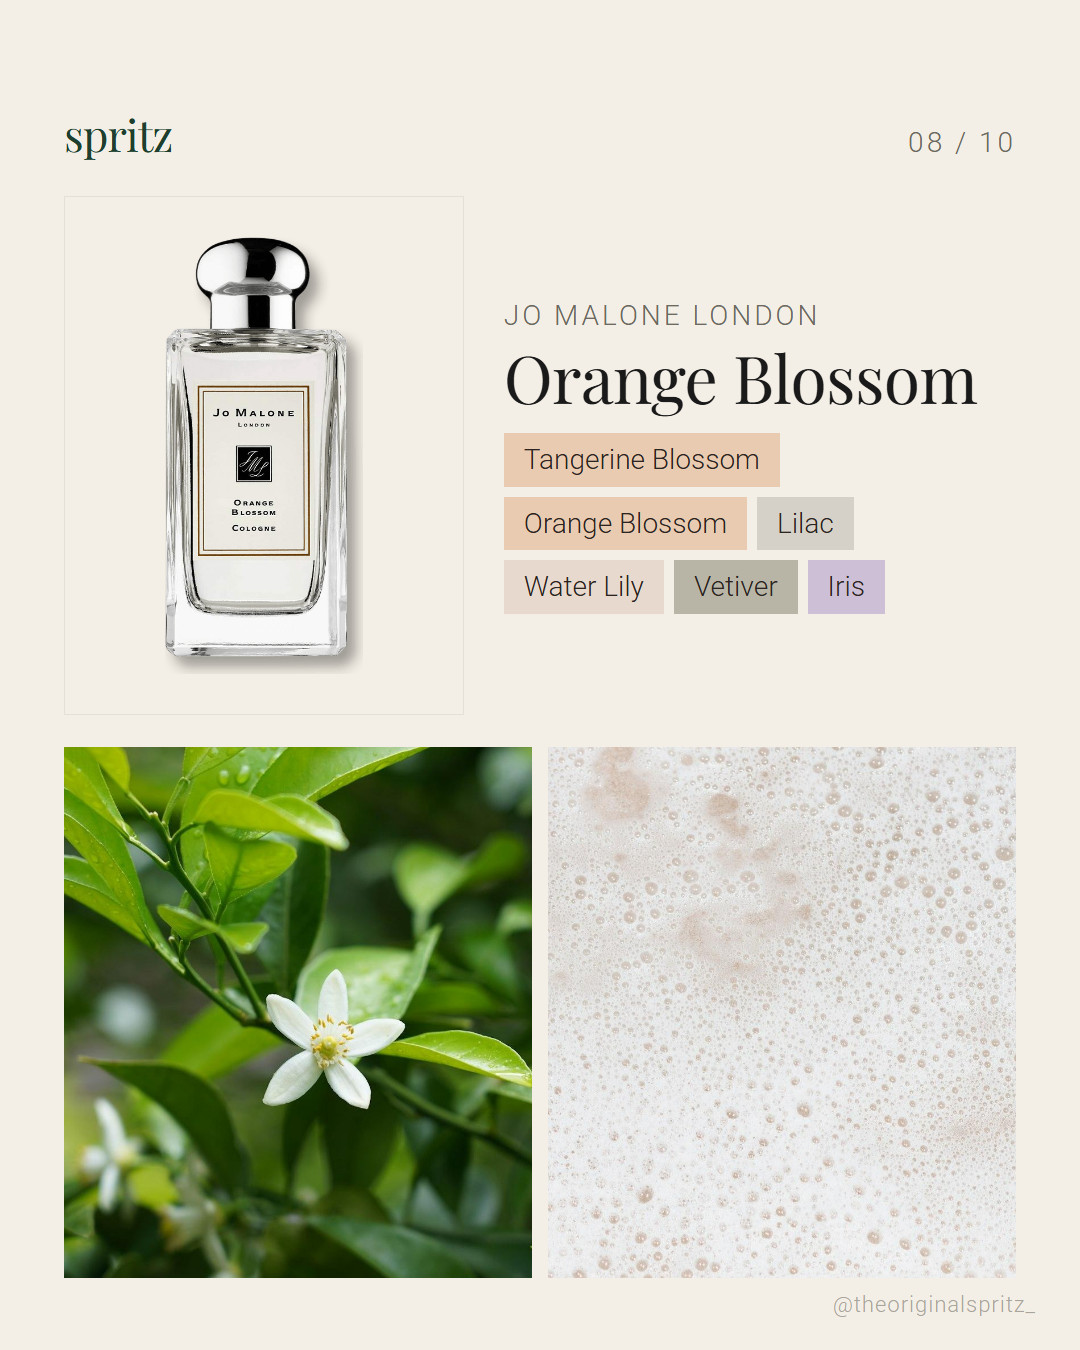 spritz
08 / 10
JO MALONE
LONDON
ORANGE
BLOSSOM
COLOGNE
JO MALONE LONDON
Orange Blossom
Tangerine Blossom
Orange Blossom Lilac
Water Lily Vetiver Iris
@theoriginalspritz_